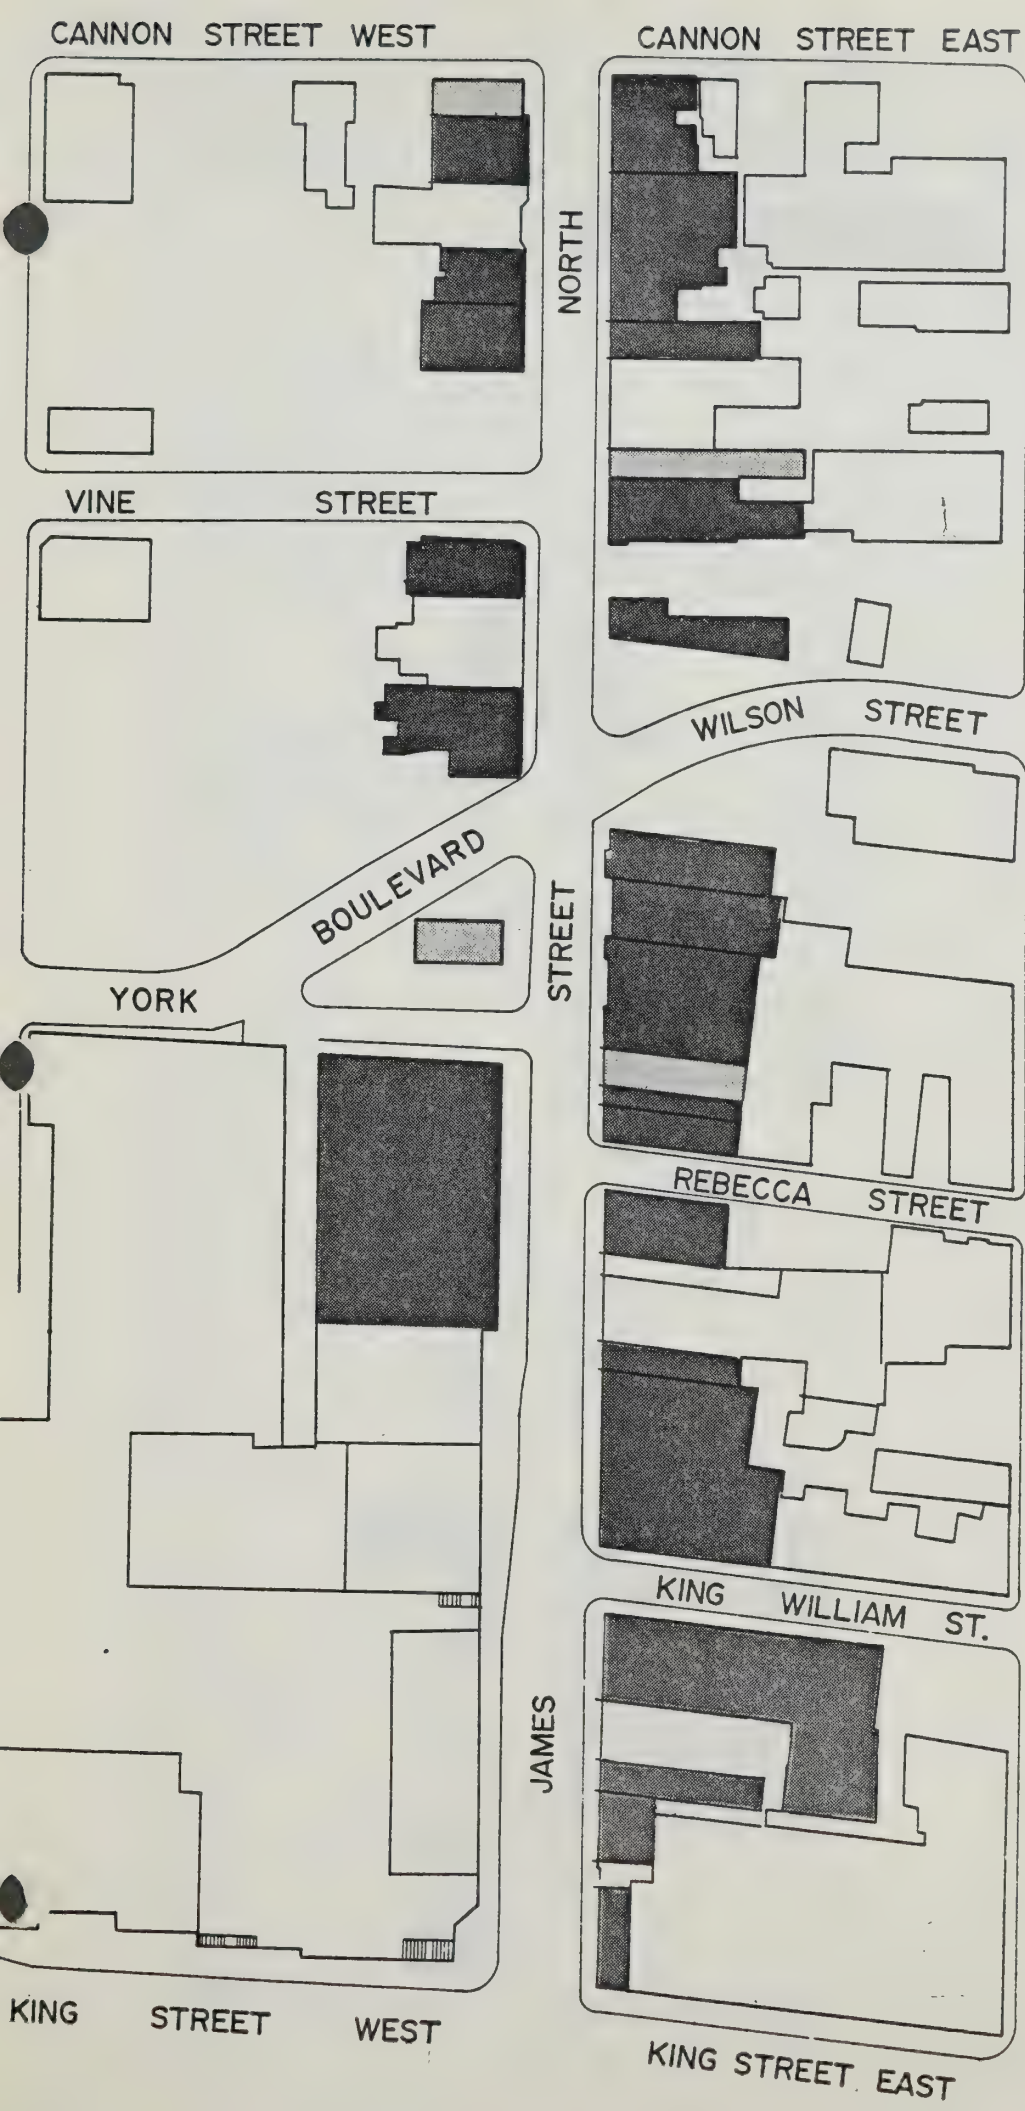 CANNON STREET WEST
CANNON STREET EAST
NORTH
VINE STREET
WILSON STREET
BOULEVARD
STREET
YORK
REBECCA STREET
KING WILLIAM ST.
JAMES
KING STREET WEST
KING STREET EAST